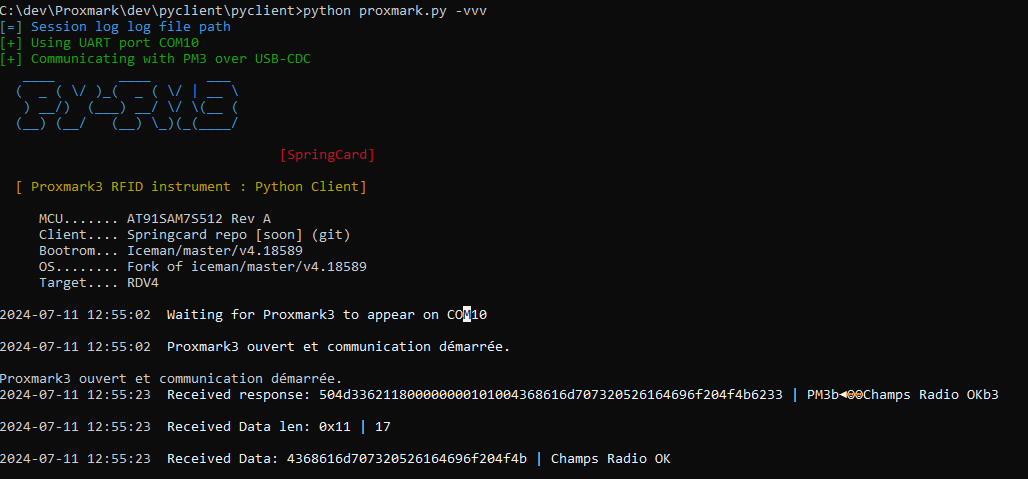 C:\dev\Proxmark\dev\pyclient\pyclient>python proxmark.py -vvv
[=] Session log log file path
[+] Using UART port COM10
[+] Communicating with PM3 over USB-CDC
[SpringCard]
[ Proxmark3 RFID instrument : Python Client]
MCU....... AT91SAM7S512 Rev A
Client.... Springcard repo [soon] (git)
Bootrom... Iceman/master/v4.18589
OS........ Fork of iceman/master/v4.18589
Target.... RDV4
2024-07-11 12:55:02 Waiting for Proxmark3 to appear on COM10
2024-07-11 12:55:02 Proxmark3 ouvert et communication démarrée.
Proxmark3 ouvert et communication démarrée.
2024-07-11 12:55:23 Received response: 504d336211800000000101004368616d707320526164696f204f4b6233 | PM3b◄☺☺Champs Radio OKb3
2024-07-11 12:55:23 Received Data len: 0x11 | 17
2024-07-11 12:55:23 Received Data: 4368616d707320526164696f204f4b | Champs Radio OK